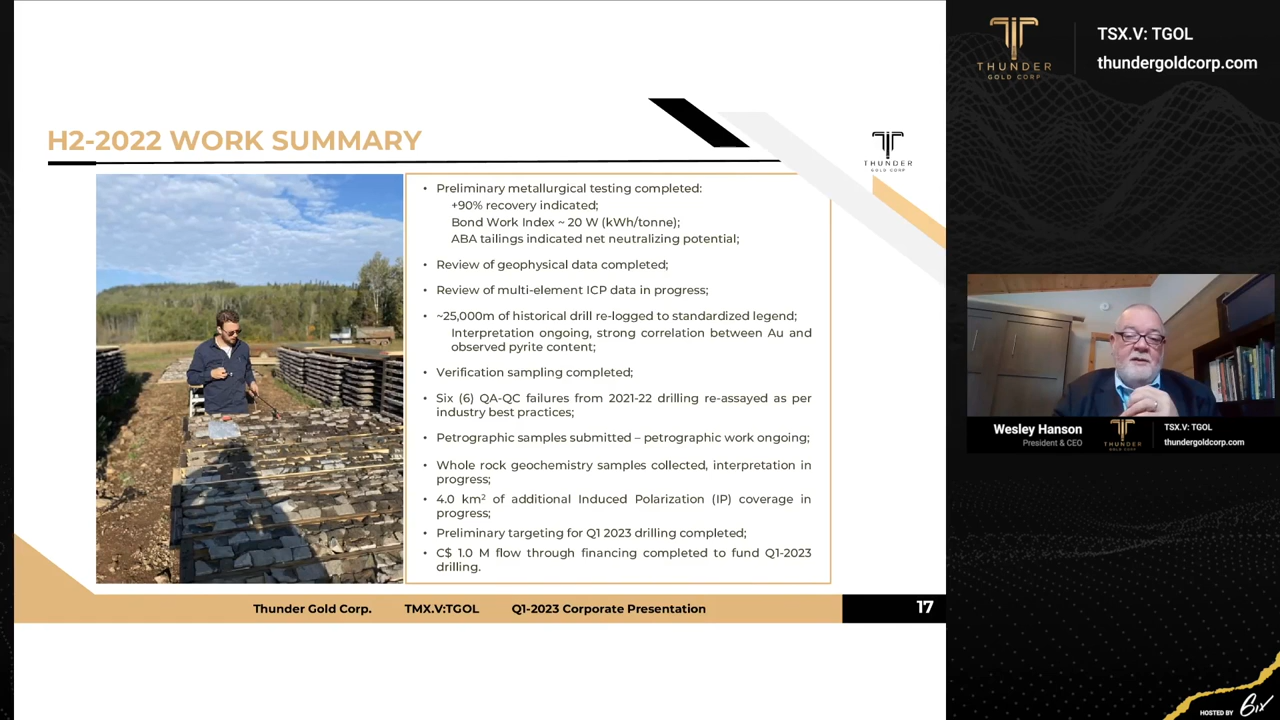 H2-2022 WORK SUMMARY
THUNDER
GOLD CORP
• Preliminary metallurgical testing completed:
+90% recovery indicated;
Bond Work Index ~ 20 W (kWh/tonne);
ABA tailings indicated net neutralizing potential;
• Review of geophysical data completed;
• Review of multi-element ICP data in progress;
• ~25,000m of historical drill re-logged to standardized legend;
Interpretation ongoing, strong correlation between Au and
observed pyrite content;
• Verification sampling completed;
• Six (6) QA-QC failures from 2021-22 drilling re-assayed as per
industry best practices;
• Petrographic samples submitted – petrographic work ongoing;
• Whole rock geochemistry samples collected, interpretation in
progress;
• 4.0 km² of additional Induced Polarization (IP) coverage in
progress;
• Preliminary targeting for Q1 2023 drilling completed;
• C$ 1.0 M flow through financing completed to fund Q1-2023
drilling.
Thunder Gold Corp. TMX.V:TGOL Q1-2023 Corporate Presentation
17
THUNDER
GOLD CORP
TSX.V: TGOL
thundergoldcorp.com
Wesley Hanson
President & CEO
THUNDER
GOLD CORP
TSX.V: TGOL
thundergoldcorp.com
HOSTED BY 6ix